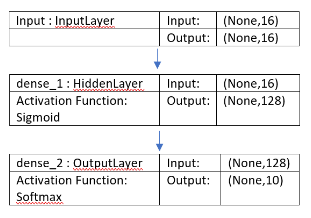 Input : InputLayer Input: (None,16)
Output: (None,16)
dense_1 : HiddenLayer Input: (None,16)
Activation Function: Output: (None,128)
Sigmoid
dense_2 : OutputLayer Input: (None,128)
Activation Function: Output: (None,10)
Softmax